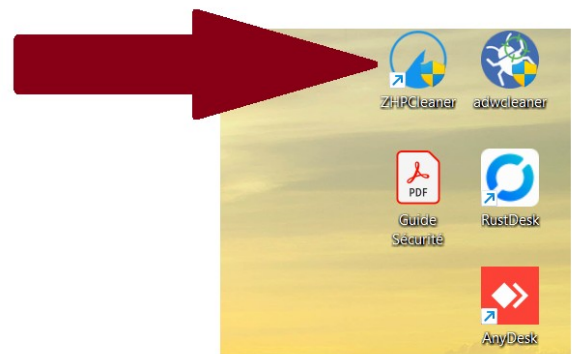 ZHPCleaner adwcleaner
PDF
Guide
Sécurité
RustDesk
AnyDesk